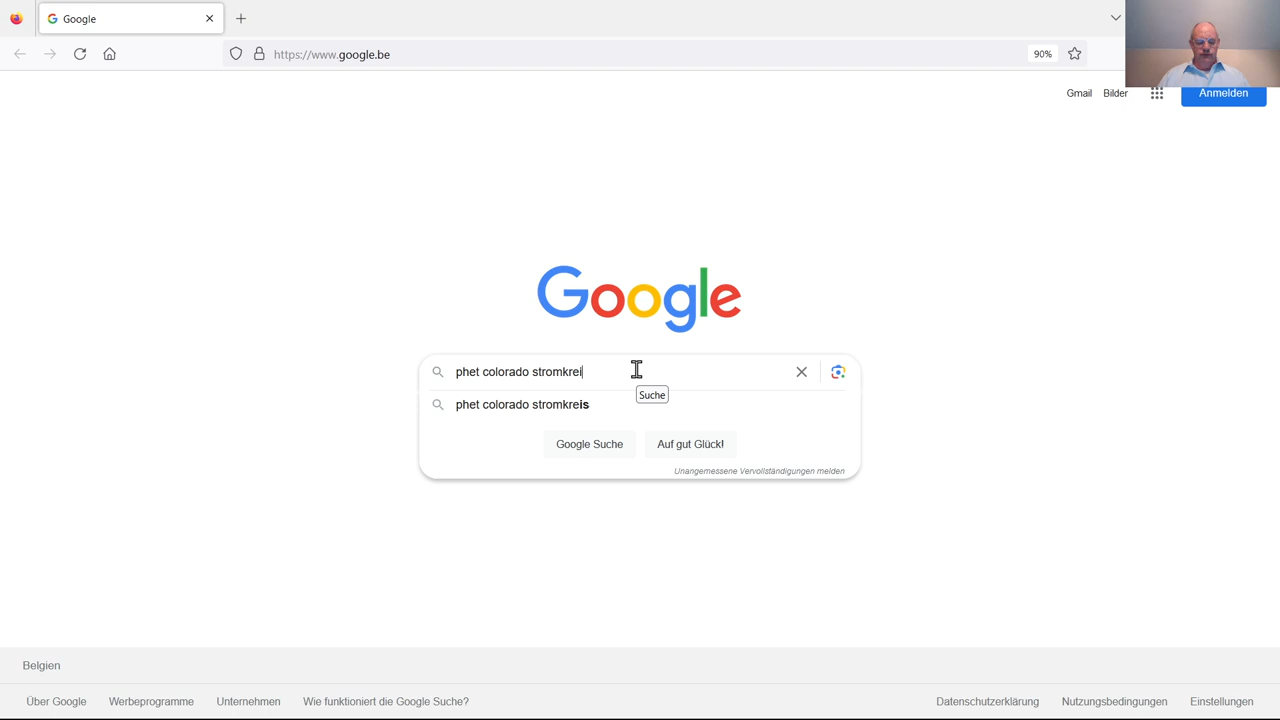 Google
https://www.google.be
90%
Gmail
Bilder
Anmelden
Google
phet colorado stromkrei
Suche
phet colorado stromkreis
Google Suche
Auf gut Glück!
Unangemessene Vervollständigungen melden
Belgien
Über Google
Werbeprogramme
Unternehmen
Wie funktioniert die Google Suche?
Datenschutzerklärung
Nutzungsbedingungen
Einstellungen